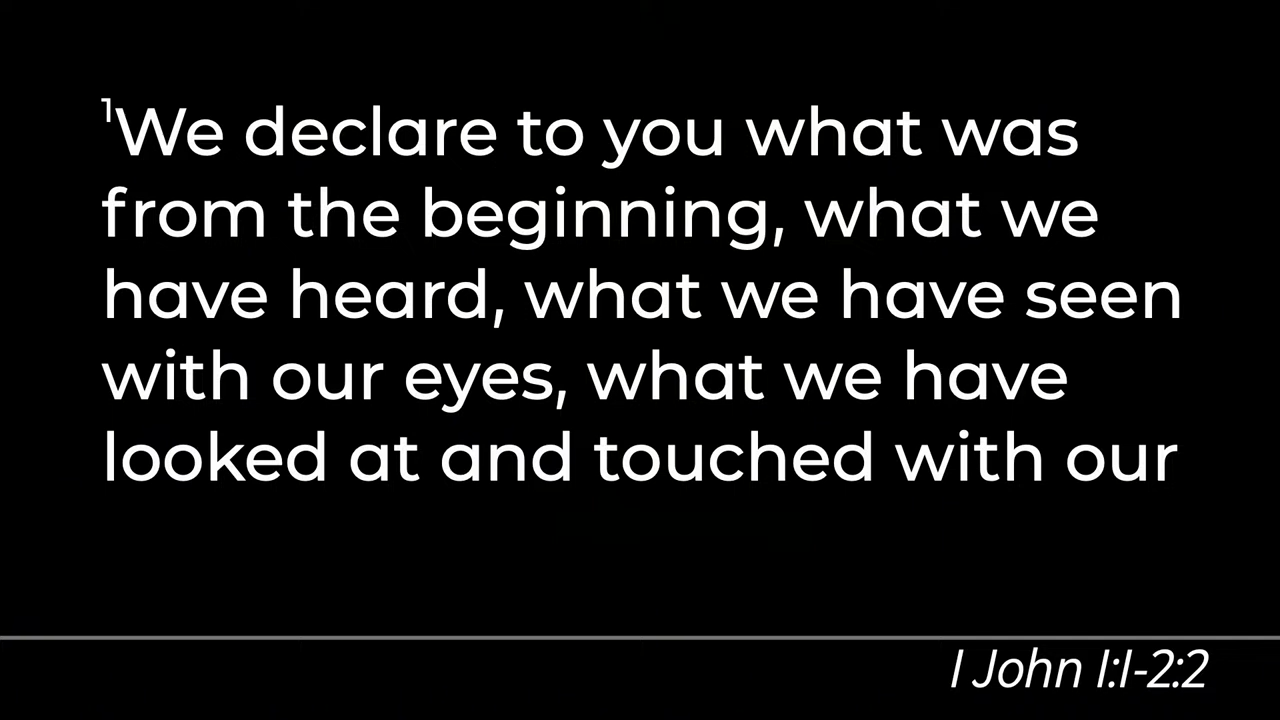 ¹We declare to you what was
from the beginning, what we
have heard, what we have seen
with our eyes, what we have
looked at and touched with our
I John I:I-2:2